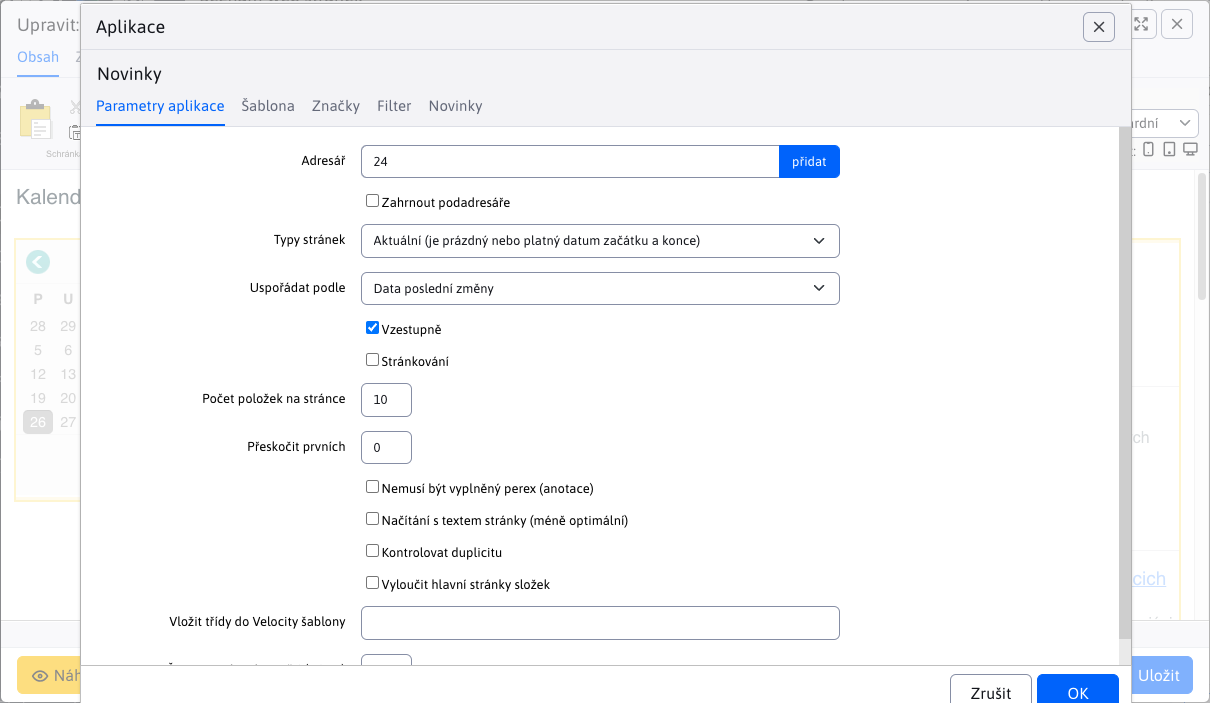 Upravit:
Aplikace
Obsah
Novinky
Parametry aplikace Šablona Značky Filter Novinky
Schránka
Kalend
P U
28 29
5 6
12 13
19 20
26 27
Adresář 24 přidat
Zahrnout podadresáře
Typy stránek Aktuální (je prázdný nebo platný datum začátku a konce)
Uspořádat podle Data poslední změny
Vzestupně
Stránkování
Počet položek na stránce 10
Přeskočit prvních 0
Nemusí být vyplněný perex (anotace)
Načítání s textem stránky (méně optimální)
Kontrolovat duplicitu
Vyloučit hlavní stránky složek
Vložit třídy do Velocity šablony
rdní
ch
cich
Náh
Zrušit OK
Uložit